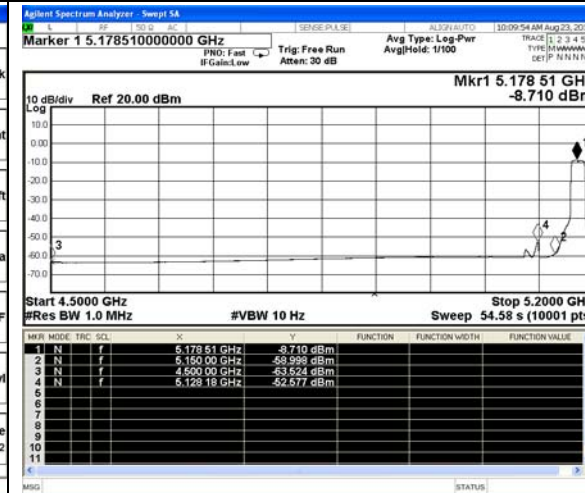 Agilent Spectrum Analyzer - Swept SA
RF 50 Ω AC SENSE:PULSE ALIGNAUTO 10:09:54 AM Aug 23, 20
Marker 1 5.178510000000 GHz
PNO: Fast
IFGain:Low
Trig: Free Run
Atten: 30 dB
Avg Type: Log-Pwr
Avg|Hold: 1/100
TRACE 1 2 3 4 5
TYPE M
DET P N N N N
Mkr1 5.178 51 GHz
-8.710 dBm
10 dB/div Ref 20.00 dBm
Log
10.0
0.00
-10.0
-20.0
-30.0
-40.0
-50.0
-60.0
-70.0
3
4
2
Start 4.5000 GHz
Stop 5.2000 GH
#Res BW 1.0 MHz #VBW 10 Hz Sweep 54.58 s (10001 pts
MKR MODE TRC SCL X Y FUNCTION FUNCTION WIDTH FUNCTION VALUE
1 N f 5.178 51 GHz -8.710 dBm
2 N f 5.150 00 GHz -58.998 dBm
3 N f 4.500 00 GHz -63.524 dBm
4 N f 5.128 18 GHz -52.577 dBm
5
6
7
8
9
10
11
MSG STATUS